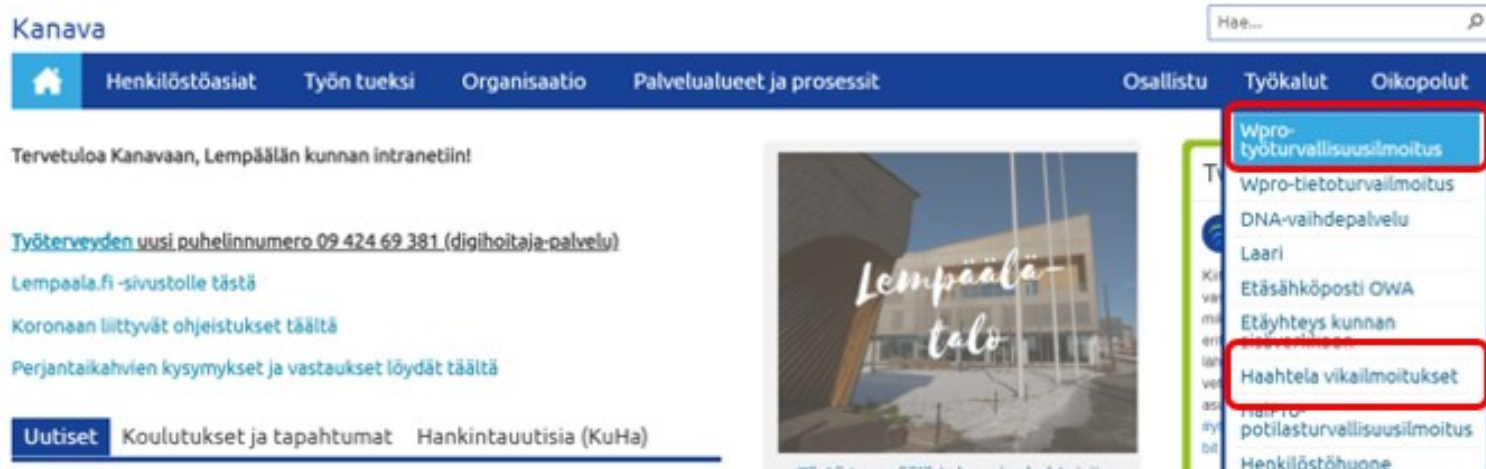 Kanava
Hae...
Henkilöstöasiat Työn tueksi Organisaatio Palvelualueet ja prosessit Osallistu Työkalut Oikopolut
Tervetuloa Kanavaan, Lempäälän kunnan intranetiin!
Työterveyden uusi puhelinnumero 09 424 69 381 (digihoitaja-palvelu)
Lempaala.fi -sivustolle tästä
Koronaan liittyvät ohjeistukset täältä
Perjantaikahvien kysymykset ja vastaukset löydät täältä
Uutiset Koulutukset ja tapahtumat Hankintauutisia (KuHa)
Lempäälä-
talo
Wpro-
työturvallisuusilmoitus
Wpro-tietoturvailmoitus
DNA-vaihdepalvelu
Laari
Etäsähköposti OWA
Etäyhteys kunnan
sisäverkkoon
Haahtela vikailmoitukset
HaiPro-
potilasturvallisuusilmoitus
Henkilöstöhuone